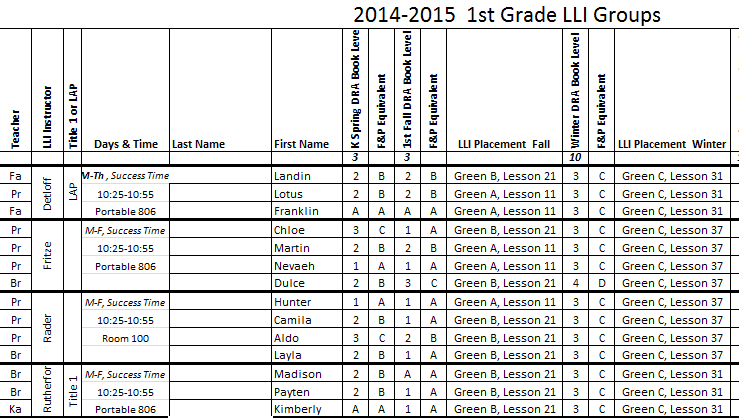 2014-2015 1st Grade LLI Groups
Teacher LLI Instructor Title 1 or LAP Days & Time Last Name First Name K Spring DRA Book Leve F&P Equivalent 1st Fall DRA Book Level F&P Equivalent LLI Placement Fall Winter DRA Book Level F&P Equivalent LLI Placement Winter
3 3 10
Fa Detloff LAP M-Th, Success Time Landin 2 B 2 B Green B, Lesson 21 3 C Green C, Lesson 31
Pr 10:25-10:55 Lotus 2 B 2 B Green A, Lesson 11 3 C Green C, Lesson 31
Fa Portable 806 Franklin A A A A Green A, Lesson 11 3 C Green C, Lesson 31
Pr Fritze M-F, Success Time Chloe 3 C 1 A Green B, Lesson 21 3 C Green C, Lesson 37
Pr 10:25-10:55 Martin 2 B 2 B Green A, Lesson 11 3 C Green C, Lesson 37
Pr Portable 806 Nevaeh 1 A 1 A Green A, Lesson 11 3 C Green C, Lesson 37
Br Dulce 2 B 3 C Green B, Lesson 21 4 D Green C, Lesson 37
Pr Rader M-F, Success Time Hunter 1 A 1 A Green A, Lesson 11 3 C Green C, Lesson 37
Pr 10:25-10:55 Camila 2 B 1 A Green B, Lesson 21 3 C Green C, Lesson 37
Pr Room 100 Aldo 3 C 2 B Green B, Lesson 21 3 C Green C, Lesson 37
Br Layla 2 B 1 A Green B, Lesson 21 3 C Green C, Lesson 37
Br Rutherfor Title 1 M-F, Success Time Madison 2 B A A Green B, Lesson 21 3 C Green C, Lesson 31
Br 10:25-10:55 Payten 2 B 1 A Green B, Lesson 21 3 C Green C, Lesson 31
Ka Portable 806 Kimberly A A 1 A Green B, Lesson 21 3 C Green C, Lesson 31